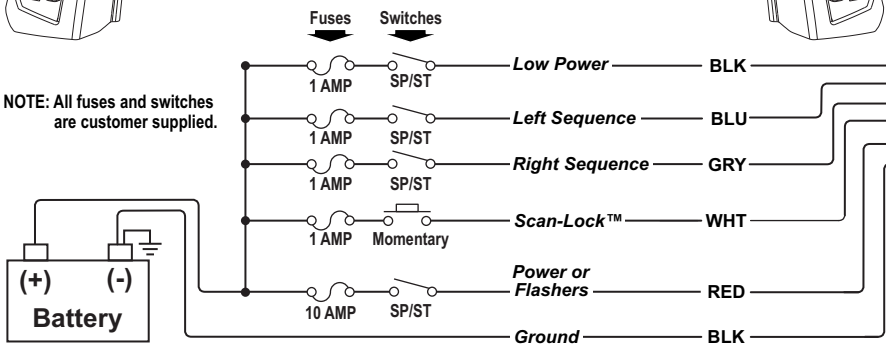 Fuses Switches
Low Power BLK
1 AMP SP/ST
NOTE: All fuses and switches
are customer supplied.
Left Sequence BLU
1 AMP SP/ST
Right Sequence GRY
1 AMP SP/ST
Scan-Lock™ WHT
1 AMP Momentary
Power or
Flashers RED
10 AMP SP/ST
(+) (-)
Battery
Ground BLK